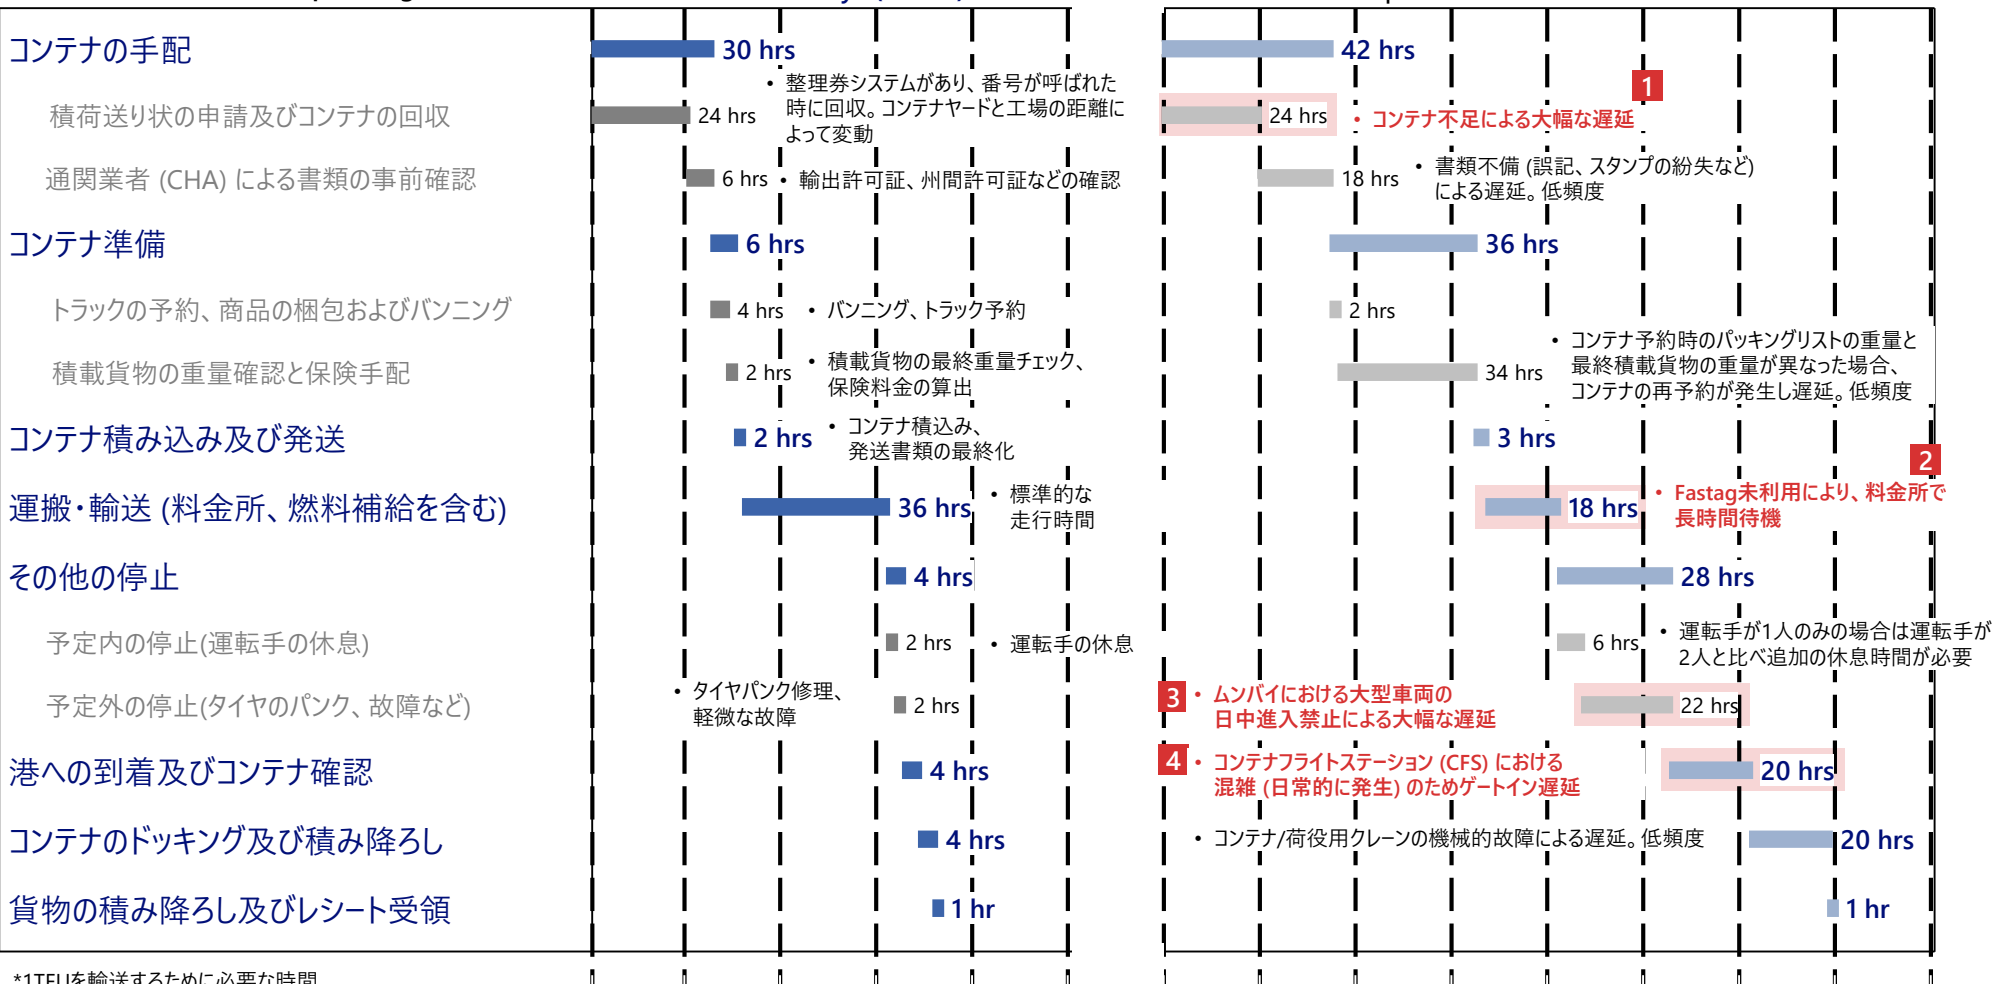 コンテナの手配
30 hrs
42 hrs
積荷送り状の申請及びコンテナの回収
24 hrs
• 整理券システムがあり、番号が呼ばれた
時に回収。コンテナヤードと工場の距離に
よって変動
24 hrs
1
• コンテナ不足による大幅な遅延
通関業者 (CHA) による書類の事前確認
6 hrs
• 輸出許可証、州間許可証などの確認
18 hrs
• 書類不備 (誤記、スタンプの紛失など)
による遅延。低頻度
コンテナ準備
6 hrs
36 hrs
トラックの予約、商品の梱包およびバンニング
4 hrs
• バンニング、トラック予約
2 hrs
積載貨物の重量確認と保険手配
2 hrs
• 積載貨物の最終重量チェック、
保険料金の算出
34 hrs
• コンテナ予約時のパッキングリストの重量と
最終積載貨物の重量が異なった場合、
コンテナの再予約が発生し遅延。低頻度
コンテナ積み込み及び発送
2 hrs
• コンテナ積込み、
発送書類の最終化
3 hrs
運搬・輸送 (料金所、燃料補給を含む)
36 hrs
• 標準的な
走行時間
18 hrs
2
• Fastag未利用により、料金所で
長時間待機
その他の停止
4 hrs
28 hrs
予定内の停止(運転手の休息)
2 hrs
• 運転手の休息
6 hrs
• 運転手が1人のみの場合は運転手が
2人と比べ追加の休息時間が必要
予定外の停止(タイヤのパンク、故障など)
• タイヤパンク修理、
軽微な故障
2 hrs
3
• ムンバイにおける大型車両の
日中進入禁止による大幅な遅延
22 hrs
港への到着及びコンテナ確認
4 hrs
4
• コンテナフライトステーション (CFS) における
混雑 (日常的に発生) のためゲートイン遅延
20 hrs
コンテナのドッキング及び積み降ろし
4 hrs
• コンテナ/荷役用クレーンの機械的故障による遅延。低頻度
20 hrs
貨物の積み降ろし及びレシート受領
1 hr
1 hr
*1TEUを輸送するために必要な時間